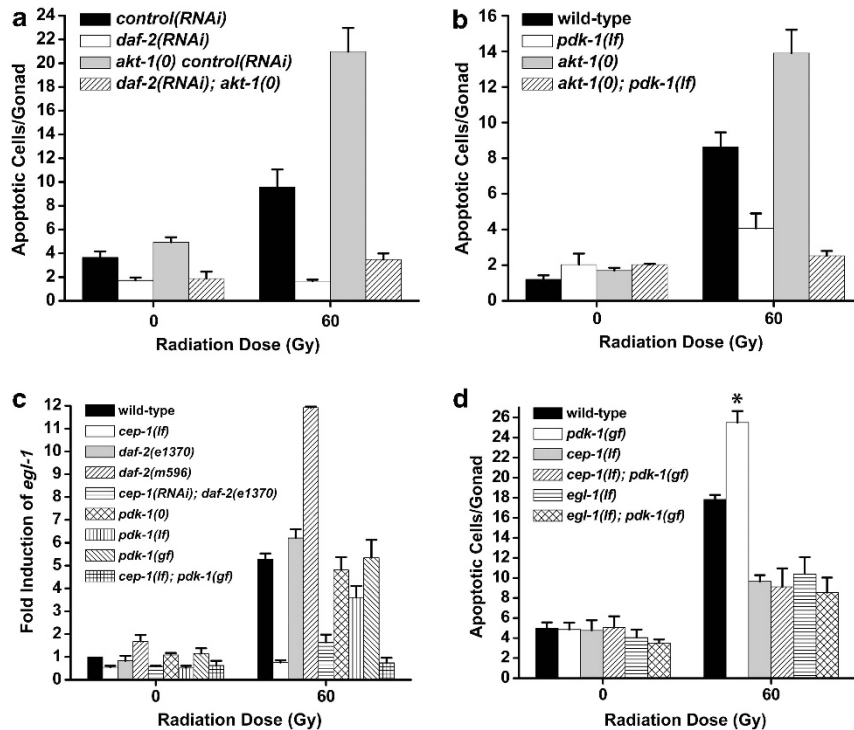 a
control(RNAi)
daf-2(RNAi)
akt-1(0) control(RNAi)
daf-2(RNAi); akt-1(0)
Apoptotic Cells/Gonad
24
22
20
18
16
14
12
10
8
6
4
2
0
0
60
Radiation Dose (Gy)
b
wild-type
pdk-1(lf)
akt-1(0)
akt-1(0); pdk-1(lf)
Apoptotic Cells/Gonad
16
14
12
10
8
6
4
2
0
0
60
Radiation Dose (Gy)
c
wild-type
cep-1(lf)
daf-2(e1370)
daf-2(m596)
cep-1(RNAi); daf-2(e1370)
pdk-1(0)
pdk-1(lf)
pdk-1(gf)
cep-1(lf); pdk-1(gf)
Fold Induction of egl-1
12
11
10
9
8
7
6
5
4
3
2
1
0
0
60
Radiation Dose (Gy)
d
wild-type
pdk-1(gf)
cep-1(lf)
cep-1(lf); pdk-1(gf)
egl-1(lf)
egl-1(lf); pdk-1(gf)
*
Apoptotic Cells/Gonad
26
24
22
20
18
16
14
12
10
8
6
4
2
0
0
60
Radiation Dose (Gy)